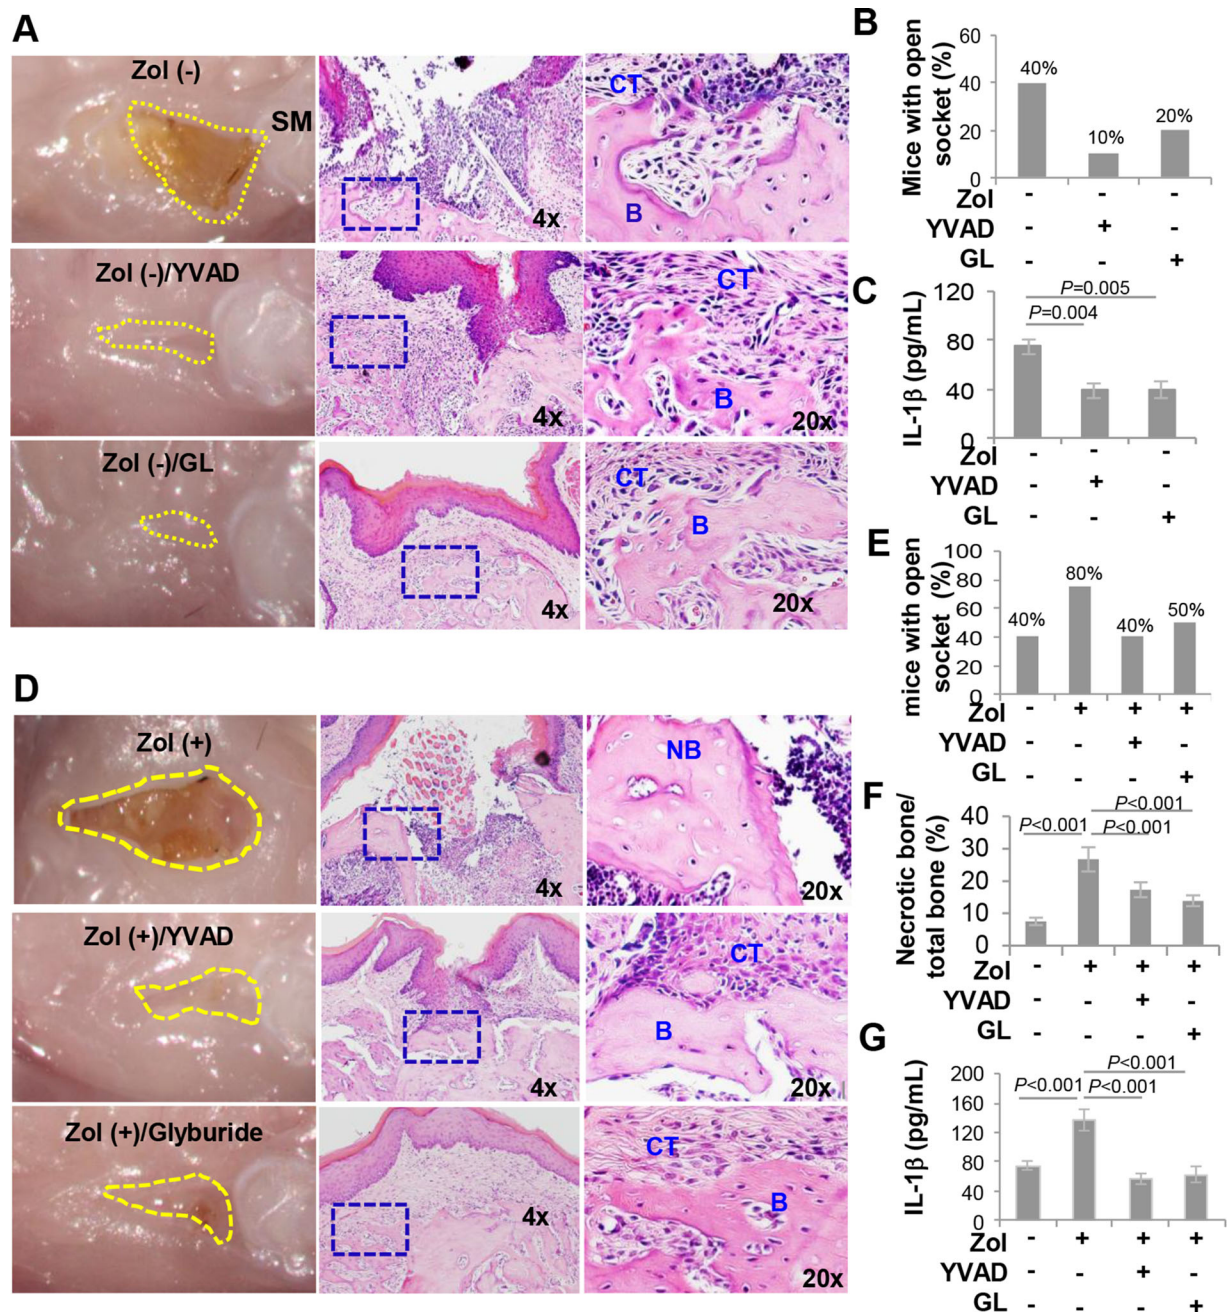 A
Zol (-)
SM
4x
CT
B
Zol (-)/YVAD
4x
CT
B
20x
Zol (-)/GL
4x
CT
B
20x
B
Mice with open
socket (%)
60
40
20
0
40%
10%
20%
Zol - - -
YVAD - + -
GL - - +
C
IL-1β (pg/mL)
120
80
40
0
P=0.005
P=0.004
Zol - - -
YVAD - + -
GL - - +
D
Zol (+)
4x
NB
20x
Zol (+)/YVAD
4x
CT
B
20x
Zol (+)/Glyburide
4x
CT
B
20x
E
mice with open
socket (%)
100
80
60
40
20
0
40%
80%
40%
50%
Zol - + + +
YVAD - - + -
GL - - - +
F
Necrotic bone/
total bone (%)
40
30
20
10
0
P<0.001
P<0.001 P<0.001
Zol - + + +
YVAD - - + -
GL - - - +
G
IL-1β (pg/mL)
200
160
120
80
40
0
P<0.001
P<0.001 P<0.001
Zol - + + +
YVAD - - + -
GL - - - +